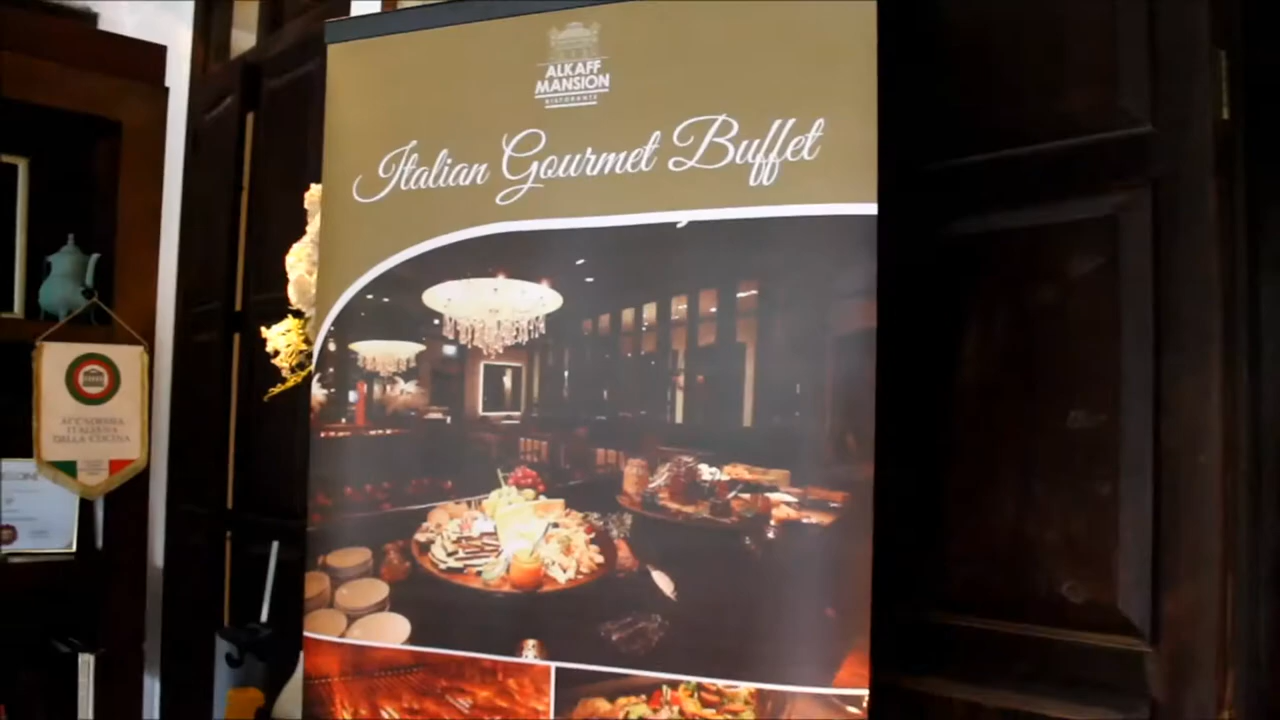 ALKAFF
MANSION
RISTORANTE
Italian Gourmet Buffet
ACCADEMIA
ITALIANA
DELLA CUCINA